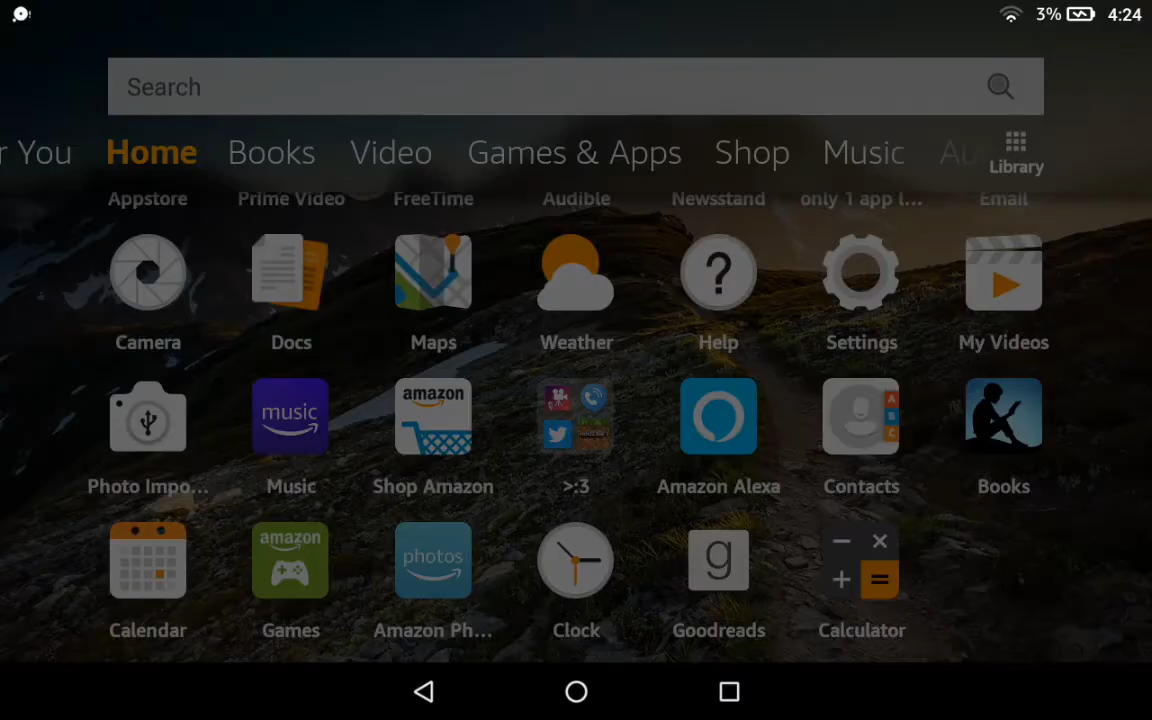 3% 4:24
Search
r You Home Books Video Games & Apps Shop Music Au Library
Appstore Prime Video FreeTime Audible Newsstand only 1 app l... Email
Camera Docs Maps Weather ? Help Settings My Videos
music amazon A B C
Photo Impo... Music Shop Amazon >:3 Amazon Alexa Contacts Books
amazon photos g − × + =
Calendar Games Amazon Ph... Clock Goodreads Calculator